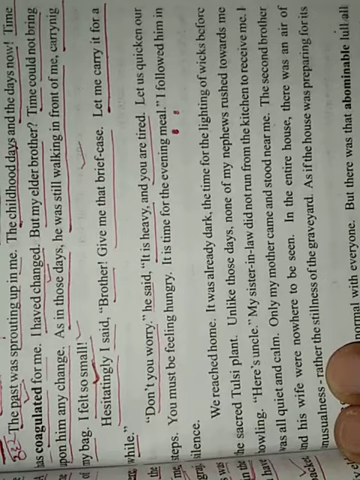 The past was sprouting up in me. The childhood days and the days now! Time
has coagulated for me. I haved changed. But my elder brother? Time could not bring
upon him any change. As in those days, he was still walking in front of me, carrynig
my bag. I felt so small!
Hesitatingly I said, "Brother! Give me that brief-case. Let me carry it for a
while."
"Don't you worry." he said, "It is heavy, and you are tired. Let us quicken our
steps. You must be feeling hungry. It is time for the evening meal." I followed him in
silence.
We reached home. It was already dark, the time for the lighting of wicks before
the sacred Tulsi plant. Unlike those days, none of my nephews rushed towards me
howling. "Here's uncle." My sister-in-law did not run from the kitchen to receive me. I
was all quiet and calm. Only my mother came and stood near me. The second brother
and his wife were nowhere to be seen. In the entire house, there was an air of
unusualness - rather the stillness of the graveyard. As if the house was preparing for its
normaly with everyone. But there was that abominable lull all